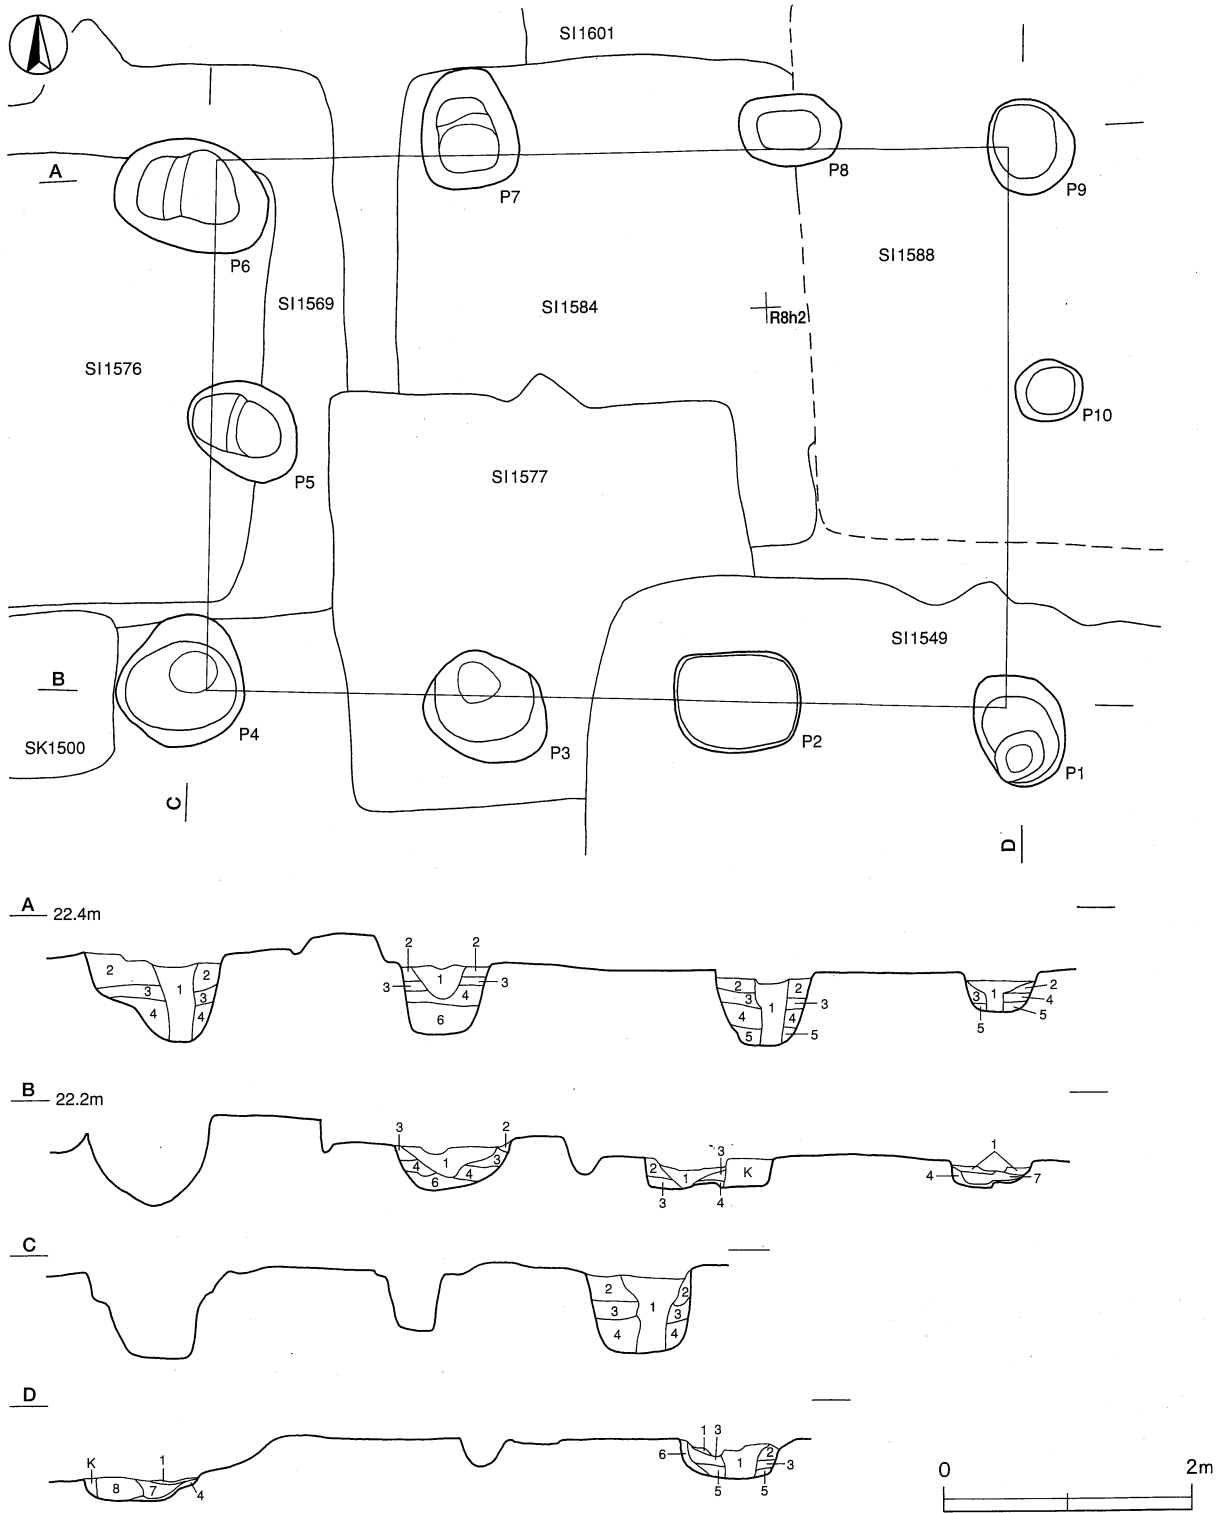 SI1601
A
P7
P8
P9
P6
SI1588
SI1569
SI1584
R8h2
SI1576
P10
P5
SI1577
SI1549
B
SK1500
P4
P3
P2
P1
C
D
A 22.4m
2 2
2 2 1 2 2 2
3 1 3 3 4 3 3 1 3 3 1 4
4 4 6 4 4 5 5
5 5
B 22.2m
3 2 3 1
4 1 3 2 1 K 4 7
6 4 3 4
C
2 1 2
3 3
4 4
D
K 1 1 3
8 7 4 6 1 2 3
5 5
0 2m